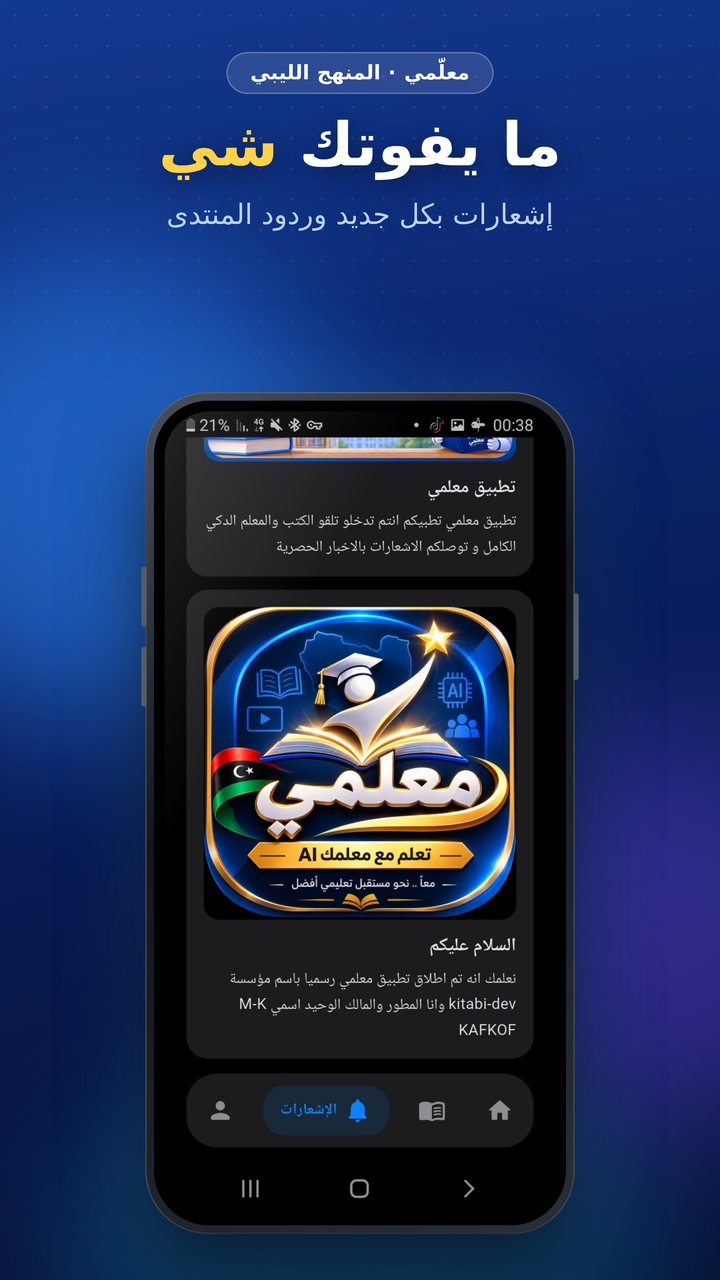 معلّمي · المنهج الليبي
ما يفوتك شي
إشعارات بكل جديد وردود المنتدى
21% 4G 00:38
تطبيق معلمي
تطبيق معلمي تطبيكم انتم تدخلو تلقو الكتب والمعلم الدكي
الكامل و توصلكم الاشعارات بالاخبار الحصرية
AI
معلمي
تعلم مع معلمك AI
معاً .. نحو مستقبل تعليمي أفضل
السلام عليكم
نعلمك انه تم اطلاق تطبيق معلمي رسميا باسم مؤسسة
kitabi-dev وانا المطور والمالك الوحيد اسمي M-K
KAFKOF
الإشعارات